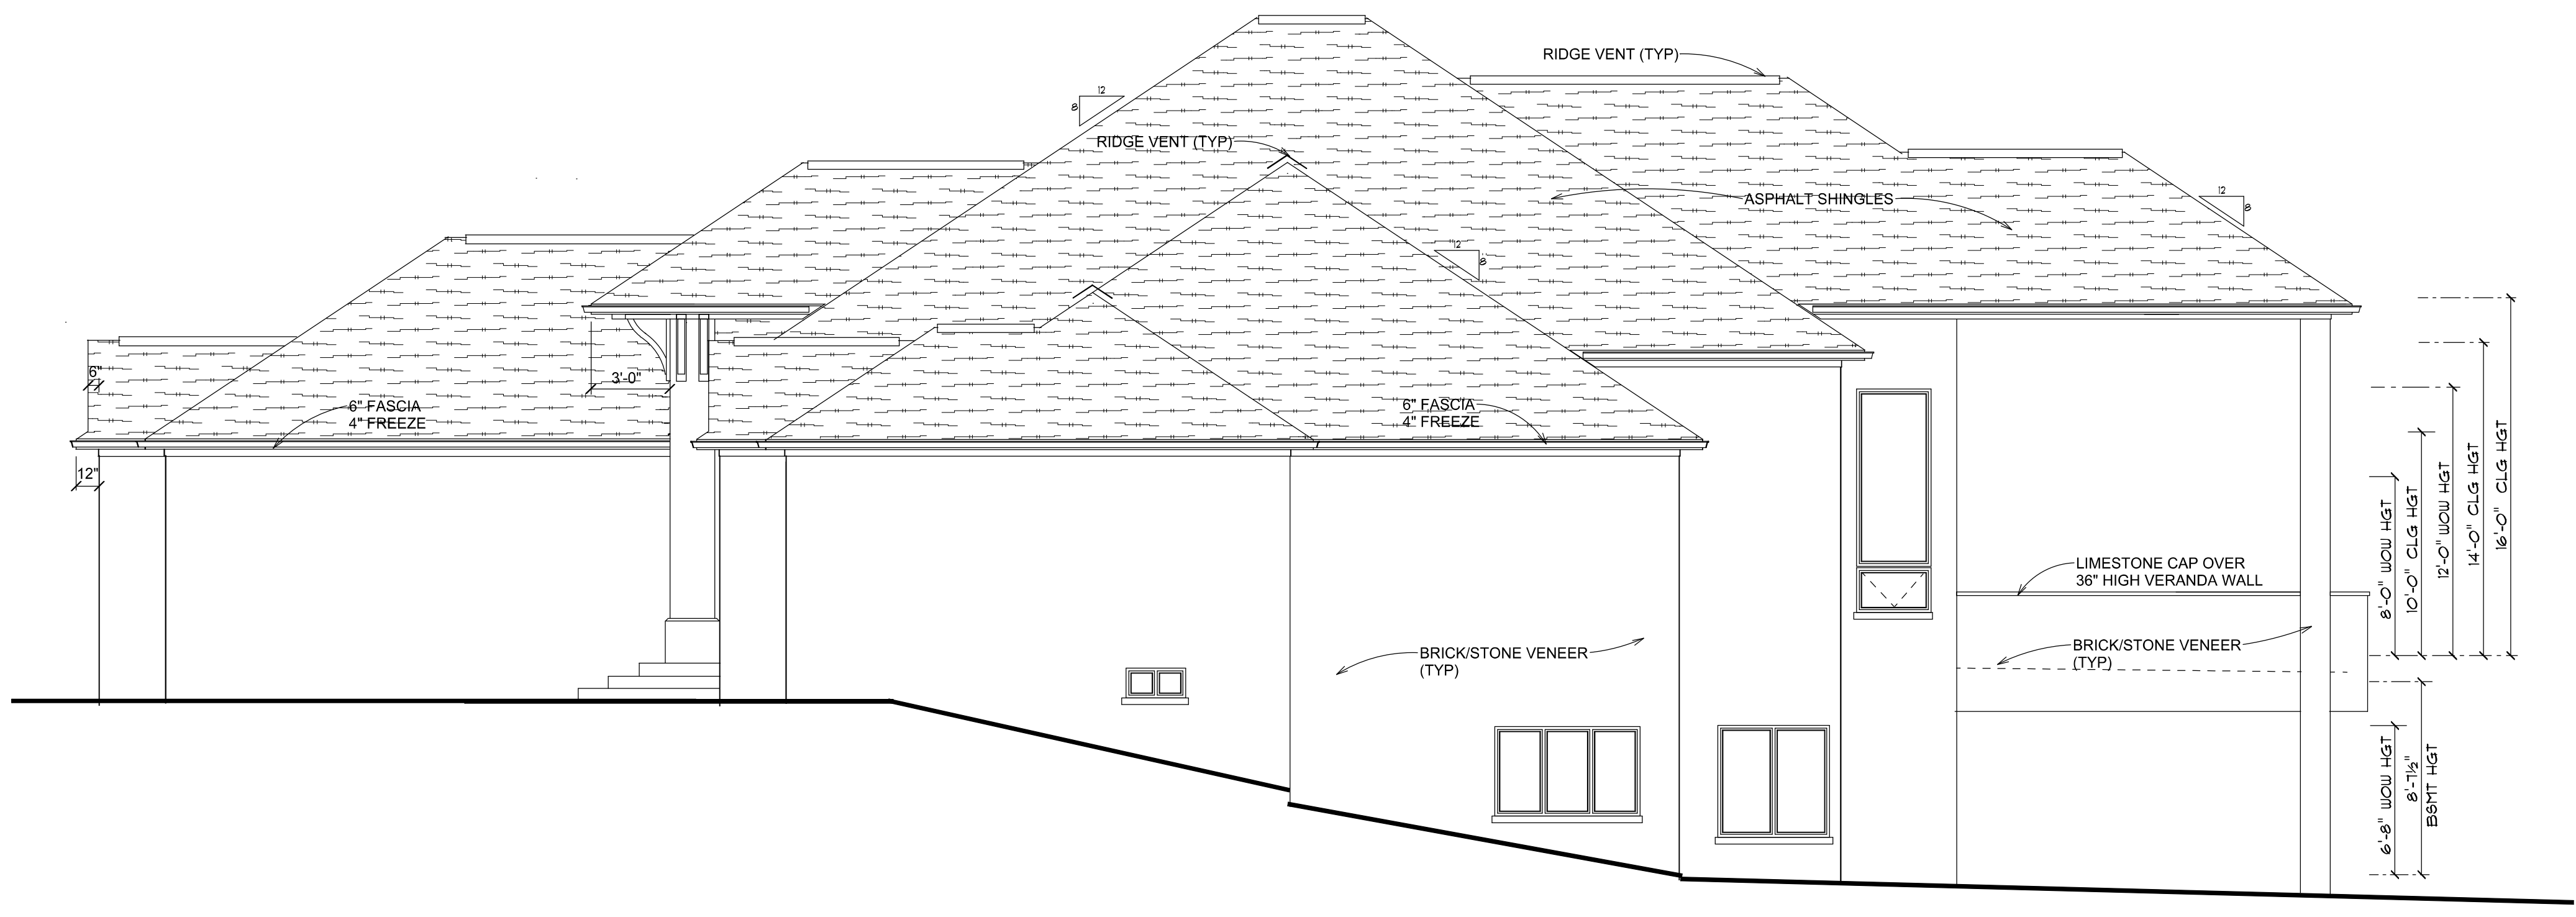 RIDGE VENT (TYP)
12
8
RIDGE VENT (TYP)
12
8
ASPHALT SHINGLES
12
8
6"
3'-0"
6" FASCIA
4" FREEZE
6" FASCIA
4" FREEZE
12"
LIMESTONE CAP OVER
36" HIGH VERANDA WALL
BRICK/STONE VENEER
(TYP)
BRICK/STONE VENEER
(TYP)
8'-0" WOW HGT
10'-0" CLG HGT
12'-0" WOW HGT
14'-0" CLG HGT
16'-0" CLG HGT
6'-8" WOW HGT
8'-7½"
BSMT HGT